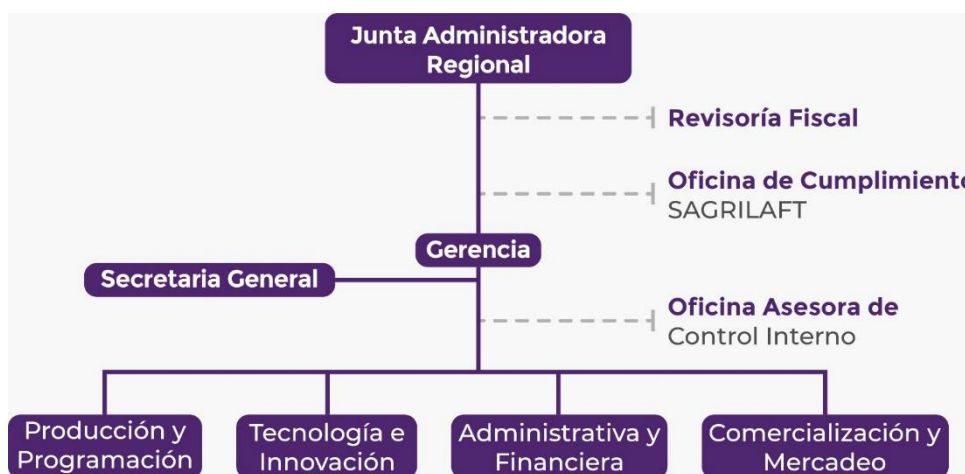 Junta Administradora
Regional
Revisoría Fiscal
Oficina de Cumplimiento
SAGRILAFT
Gerencia
Secretaria General
Oficina Asesora de
Control Interno
Producción y
Programación
Tecnología e
Innovación
Administrativa y
Financiera
Comercialización y
Mercadeo